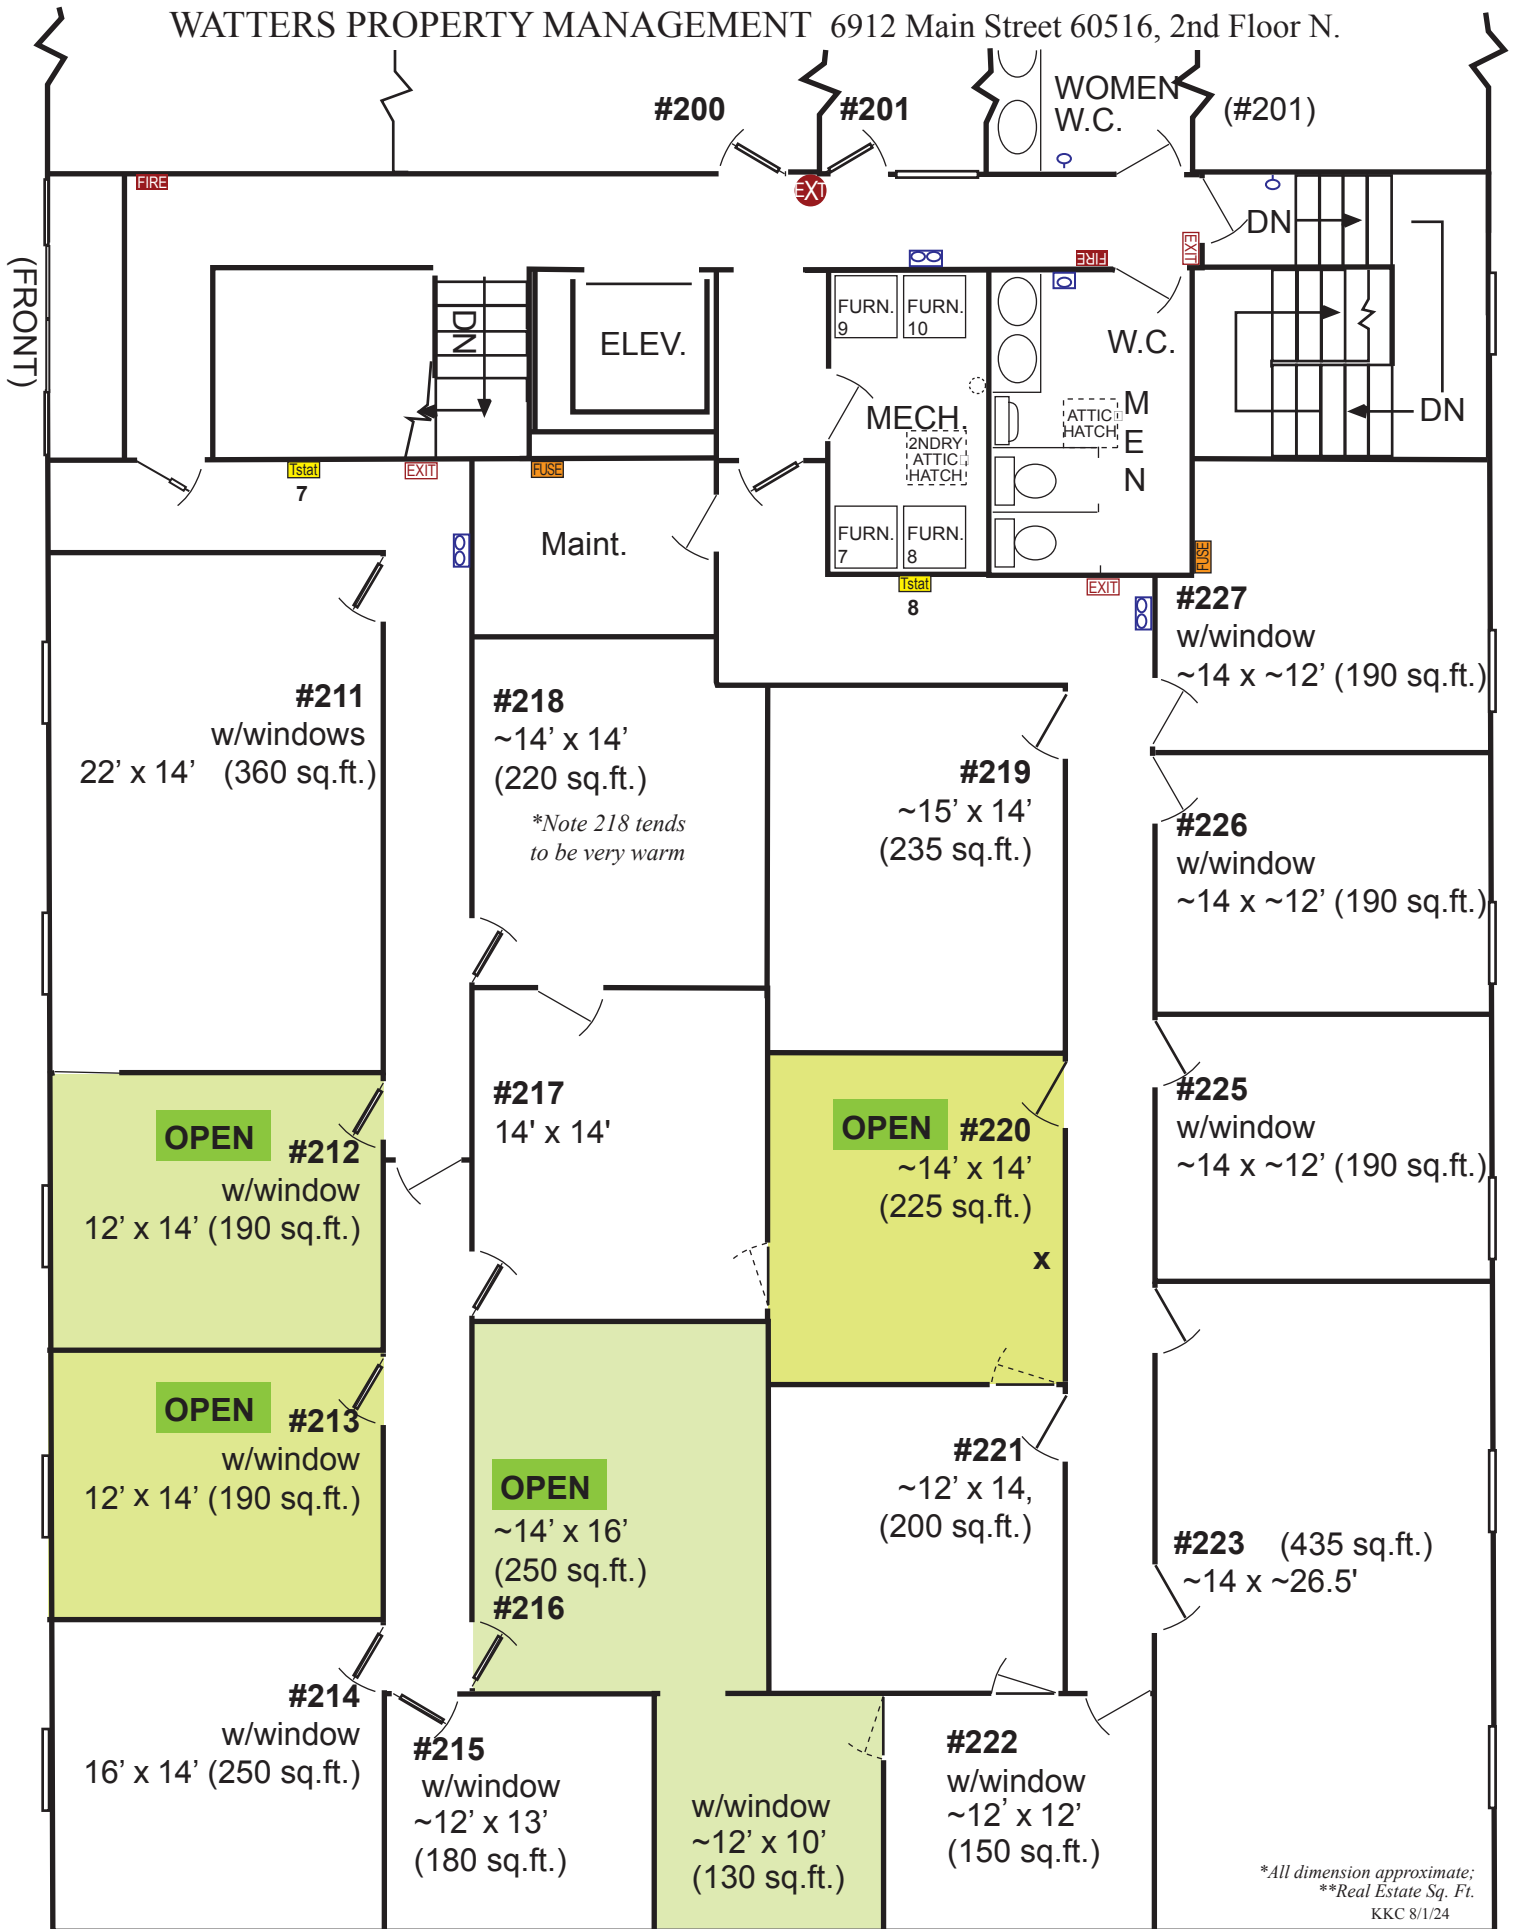 WATTERS PROPERTY MANAGEMENT 6912 Main Street 60516, 2nd Floor N.
#200
#201
WOMEN
W.C.
(#201)
FIRE
EXT
DN
EXIT
FIRE
(FRONT)
DN
ELEV.
FURN.
9
FURN.
10
W.C.
MEN
MECH.
2NDRY
ATTIC
HATCH
ATTIC
HATCH
DN
Tstat
7
EXIT
FUSE
Maint.
FURN.
7
FURN.
8
Tstat
8
EXIT
FUSE
#227
w/window
~14 x ~12’ (190 sq.ft.)
#211
w/windows
22’ x 14’ (360 sq.ft.)
#218
~14’ x 14’
(220 sq.ft.)
*Note 218 tends
to be very warm
#219
~15’ x 14’
(235 sq.ft.)
#226
w/window
~14 x ~12’ (190 sq.ft.)
#225
w/window
~14 x ~12’ (190 sq.ft.)
OPEN
#212
w/window
12’ x 14’ (190 sq.ft.)
#217
14' x 14'
OPEN #220
~14’ x 14’
(225 sq.ft.)
x
OPEN
#213
w/window
12’ x 14’ (190 sq.ft.)
OPEN
~14’ x 16’
(250 sq.ft.)
#216
#221
~12’ x 14,
(200 sq.ft.)
#223 (435 sq.ft.)
~14 x ~26.5'
#214
w/window
16’ x 14’ (250 sq.ft.)
#215
w/window
~12’ x 13’
(180 sq.ft.)
w/window
~12’ x 10’
(130 sq.ft.)
#222
w/window
~12’ x 12’
(150 sq.ft.)
*All dimension approximate;
**Real Estate Sq. Ft.
KKC 8/1/24